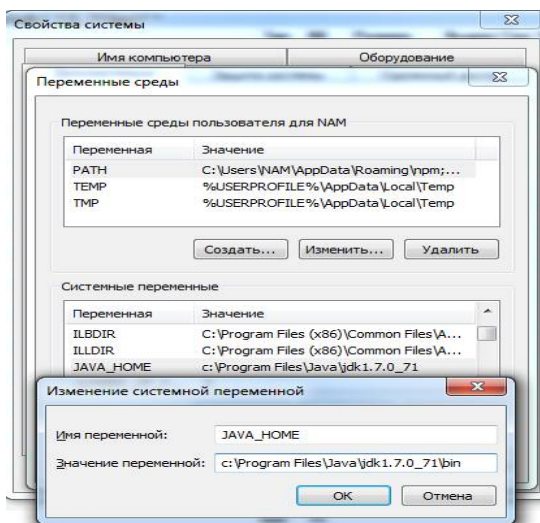 Свойства системы
Имя компьютера
Оборудование
Переменные среды
Переменные среды пользователя для NAM
Переменная Значение
PATH C:\Users\NAM\AppData\Roaming\npm;...
TEMP %USERPROFILE%\AppData\Local\Temp
TMP %USERPROFILE%\AppData\Local\Temp
Создать... Изменить... Удалить
Системные переменные
Переменная Значение
ILBDIR C:\Program Files (x86)\Common Files\A...
ILLDIR C:\Program Files (x86)\Common Files\A...
JAVA_HOME c:\Program Files\Java\jdk1.7.0_71
Изменение системной переменной
Имя переменной: JAVA_HOME
Значение переменной: c:\Program Files\Java\jdk1.7.0_71\bin
OK Отмена